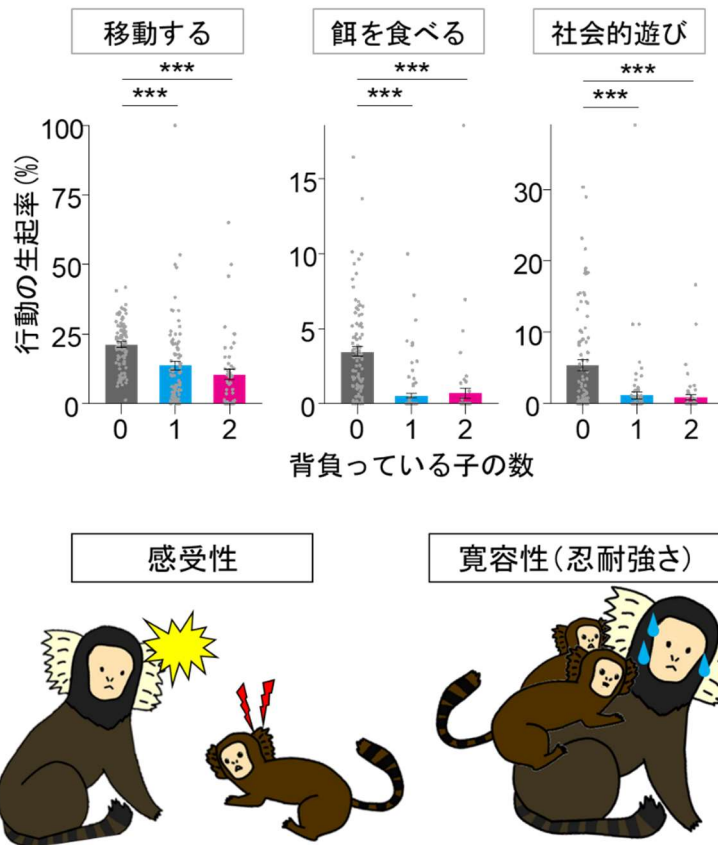 移動する
餌を食べる
社会的遊び
***
***
***
***
***
***
行動の生起率(%)
100
75
50
25
0
15
10
5
0
30
20
10
0
0 1 2
0 1 2
0 1 2
背負っている子の数
感受性
寛容性(忍耐強さ)